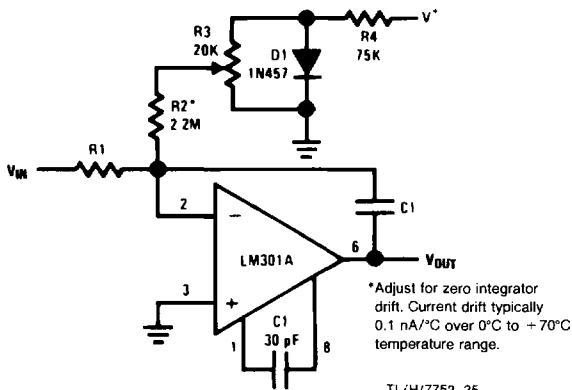 R3
20K
D1
1N457
R4
75K
V+
R2*
2.2M
R1
VIN
2
−
C1
6
LM301A
VOUT
3
+
C1
30 pF
1
8
*Adjust for zero integrator
drift. Current drift typically
0.1 nA/°C over 0°C to +70°C
temperature range.
TL/H/7752-25